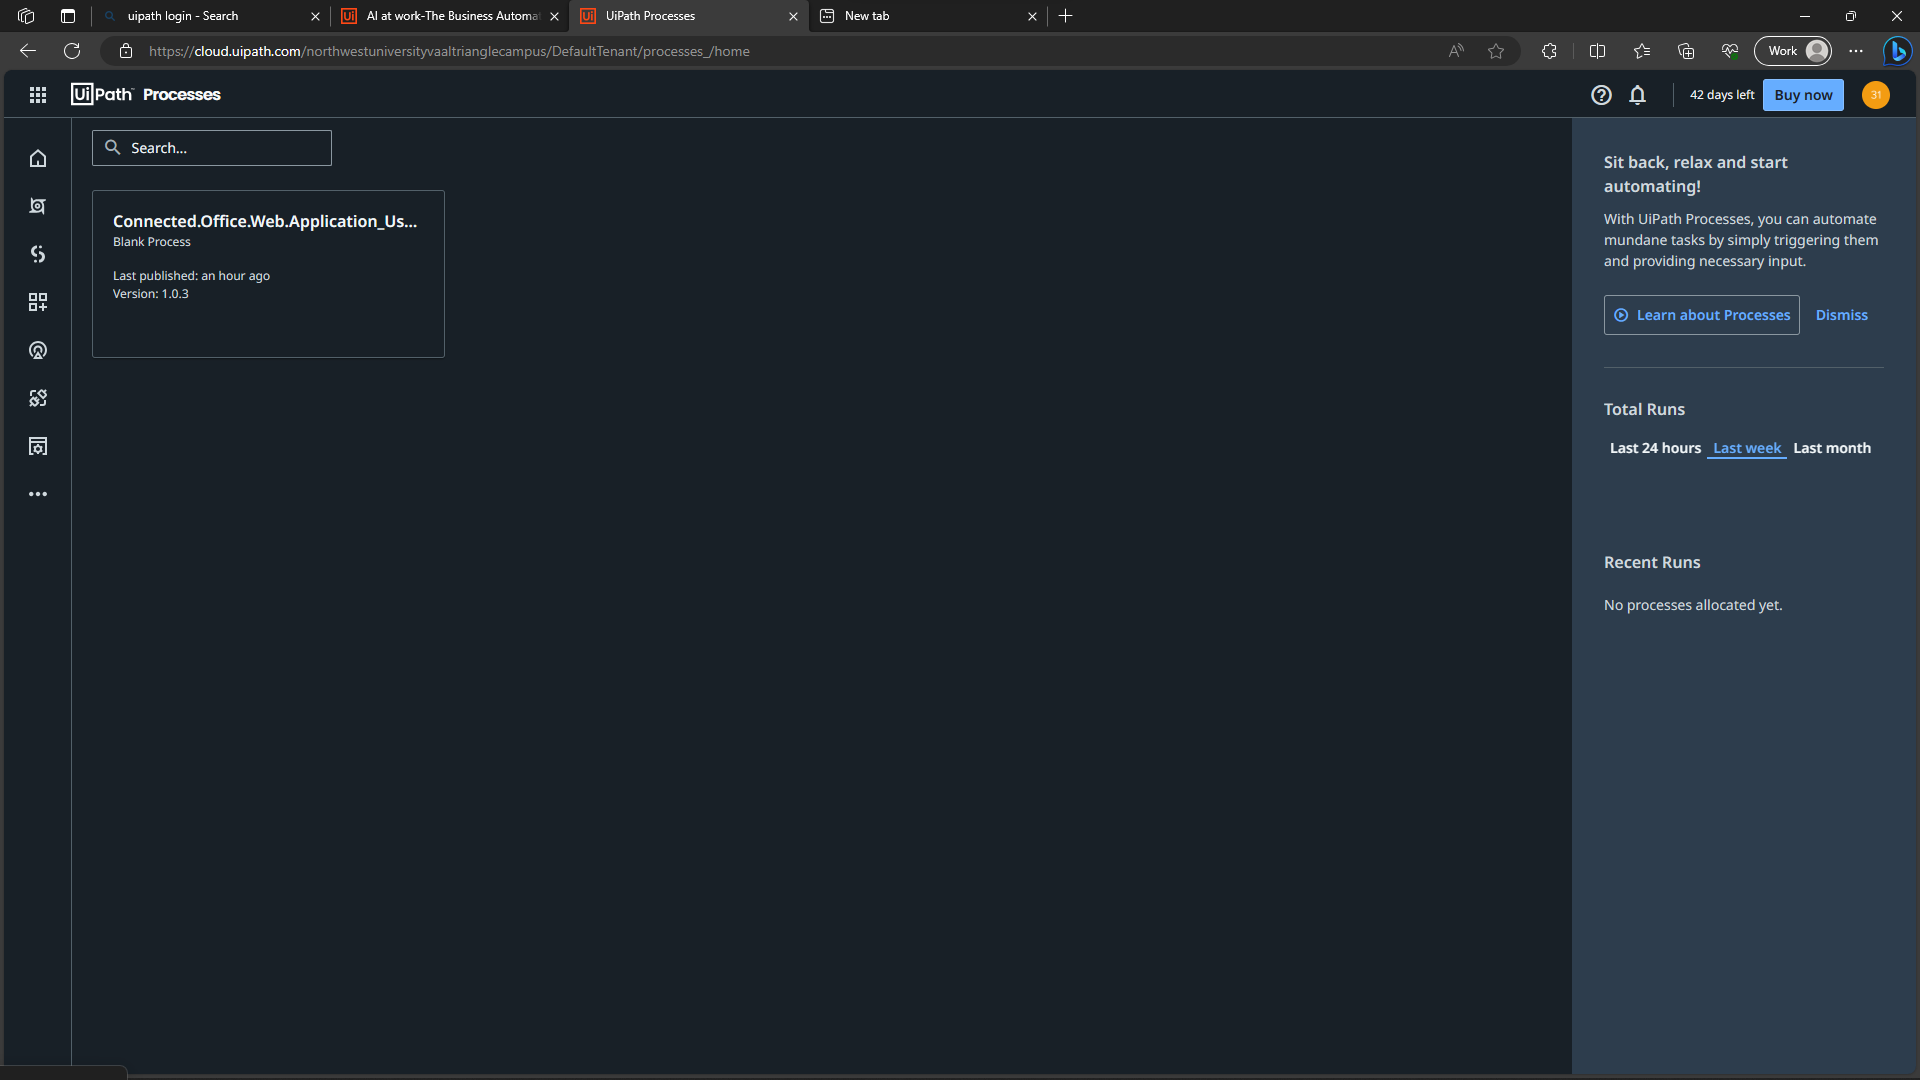 uipath login - Search
AI at work-The Business Automat
UiPath Processes
New tab
https://cloud.uipath.com/northwestuniversityvaaltrianglecampus/DefaultTenant/processes_/home
Work
UiPath Processes
42 days left
Buy now
31
Search...
Connected.Office.Web.Application_Us...
Blank Process
Last published: an hour ago
Version: 1.0.3
Sit back, relax and start
automating!
With UiPath Processes, you can automate
mundane tasks by simply triggering them
and providing necessary input.
Learn about Processes
Dismiss
Total Runs
Last 24 hours Last week Last month
Recent Runs
No processes allocated yet.